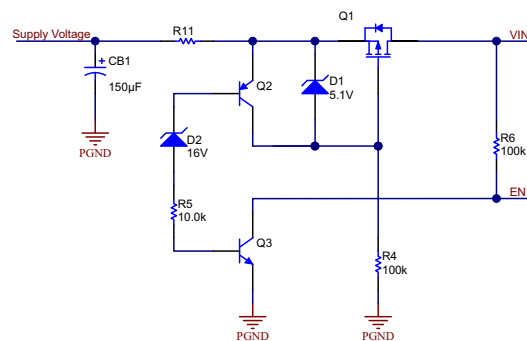 Supply Voltage
R11
Q1
VIN
CB1
150µF
PGND
Q2
D1
5.1V
D2
16V
R6
100k
R5
10.0k
EN
Q3
R4
100k
PGND
PGND